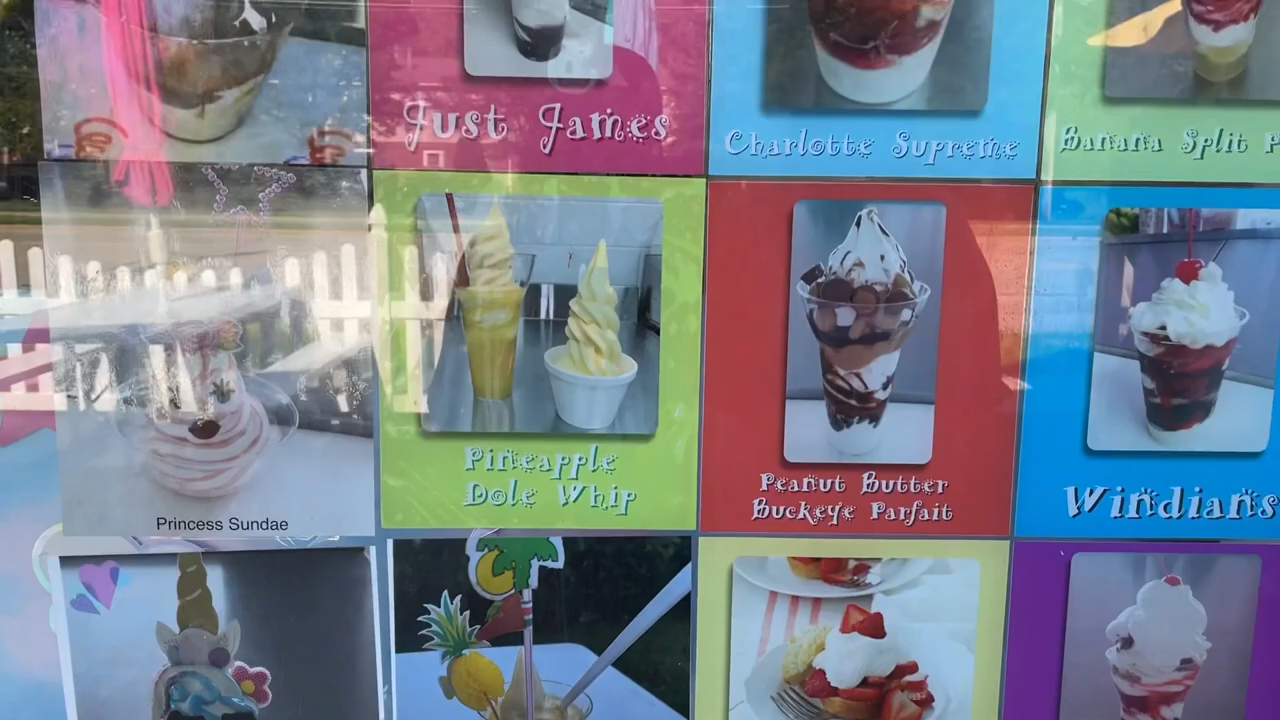 Just James
Charlotte Supreme
Banana Split
Princess Sundae
Pineapple
Dole Whip
Peanut Butter
Buckeye Parfait
Windians